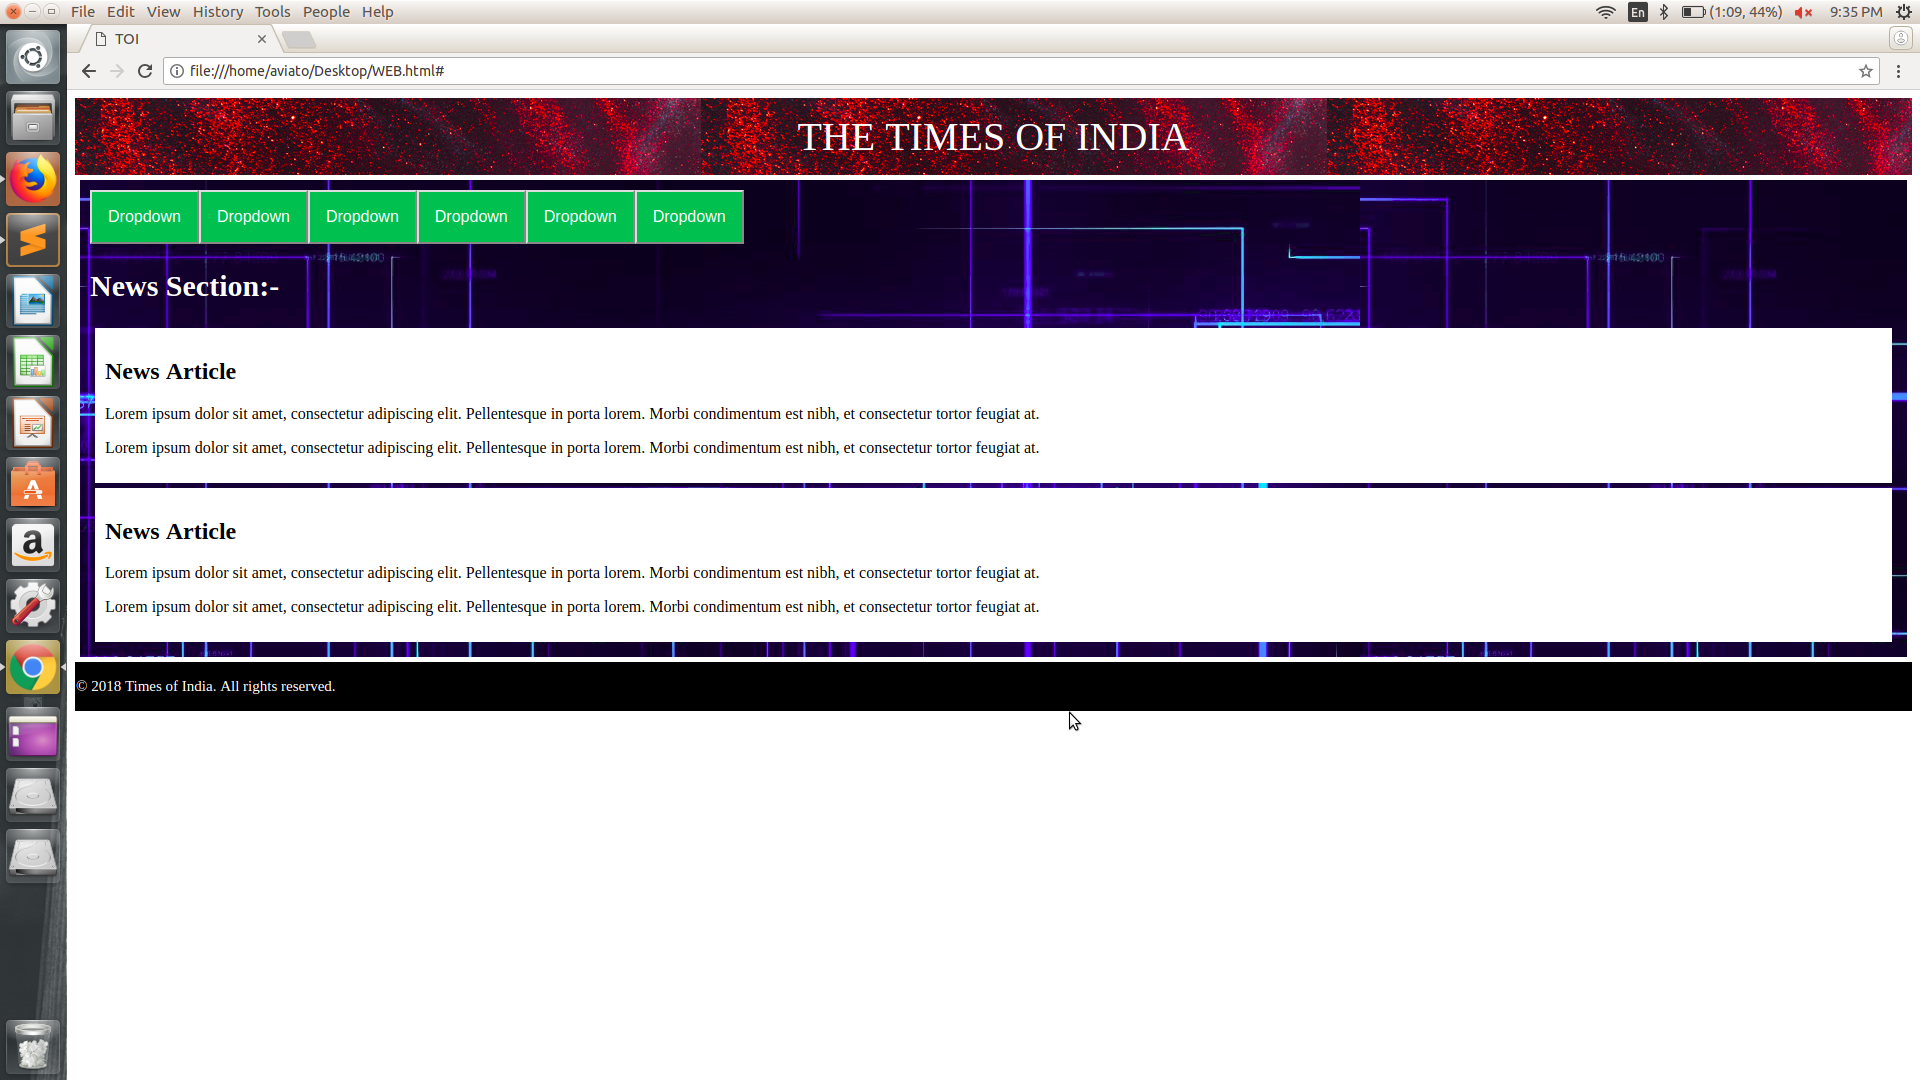 File Edit View History Tools People Help En (1:09, 44%) 9:35 PM
TOI
file:///home/aviato/Desktop/WEB.html#
THE TIMES OF INDIA
Dropdown Dropdown Dropdown Dropdown Dropdown Dropdown
News Section:-
News Article
Lorem ipsum dolor sit amet, consectetur adipiscing elit. Pellentesque in porta lorem. Morbi condimentum est nibh, et consectetur tortor feugiat at.
Lorem ipsum dolor sit amet, consectetur adipiscing elit. Pellentesque in porta lorem. Morbi condimentum est nibh, et consectetur tortor feugiat at.
News Article
Lorem ipsum dolor sit amet, consectetur adipiscing elit. Pellentesque in porta lorem. Morbi condimentum est nibh, et consectetur tortor feugiat at.
Lorem ipsum dolor sit amet, consectetur adipiscing elit. Pellentesque in porta lorem. Morbi condimentum est nibh, et consectetur tortor feugiat at.
© 2018 Times of India. All rights reserved.